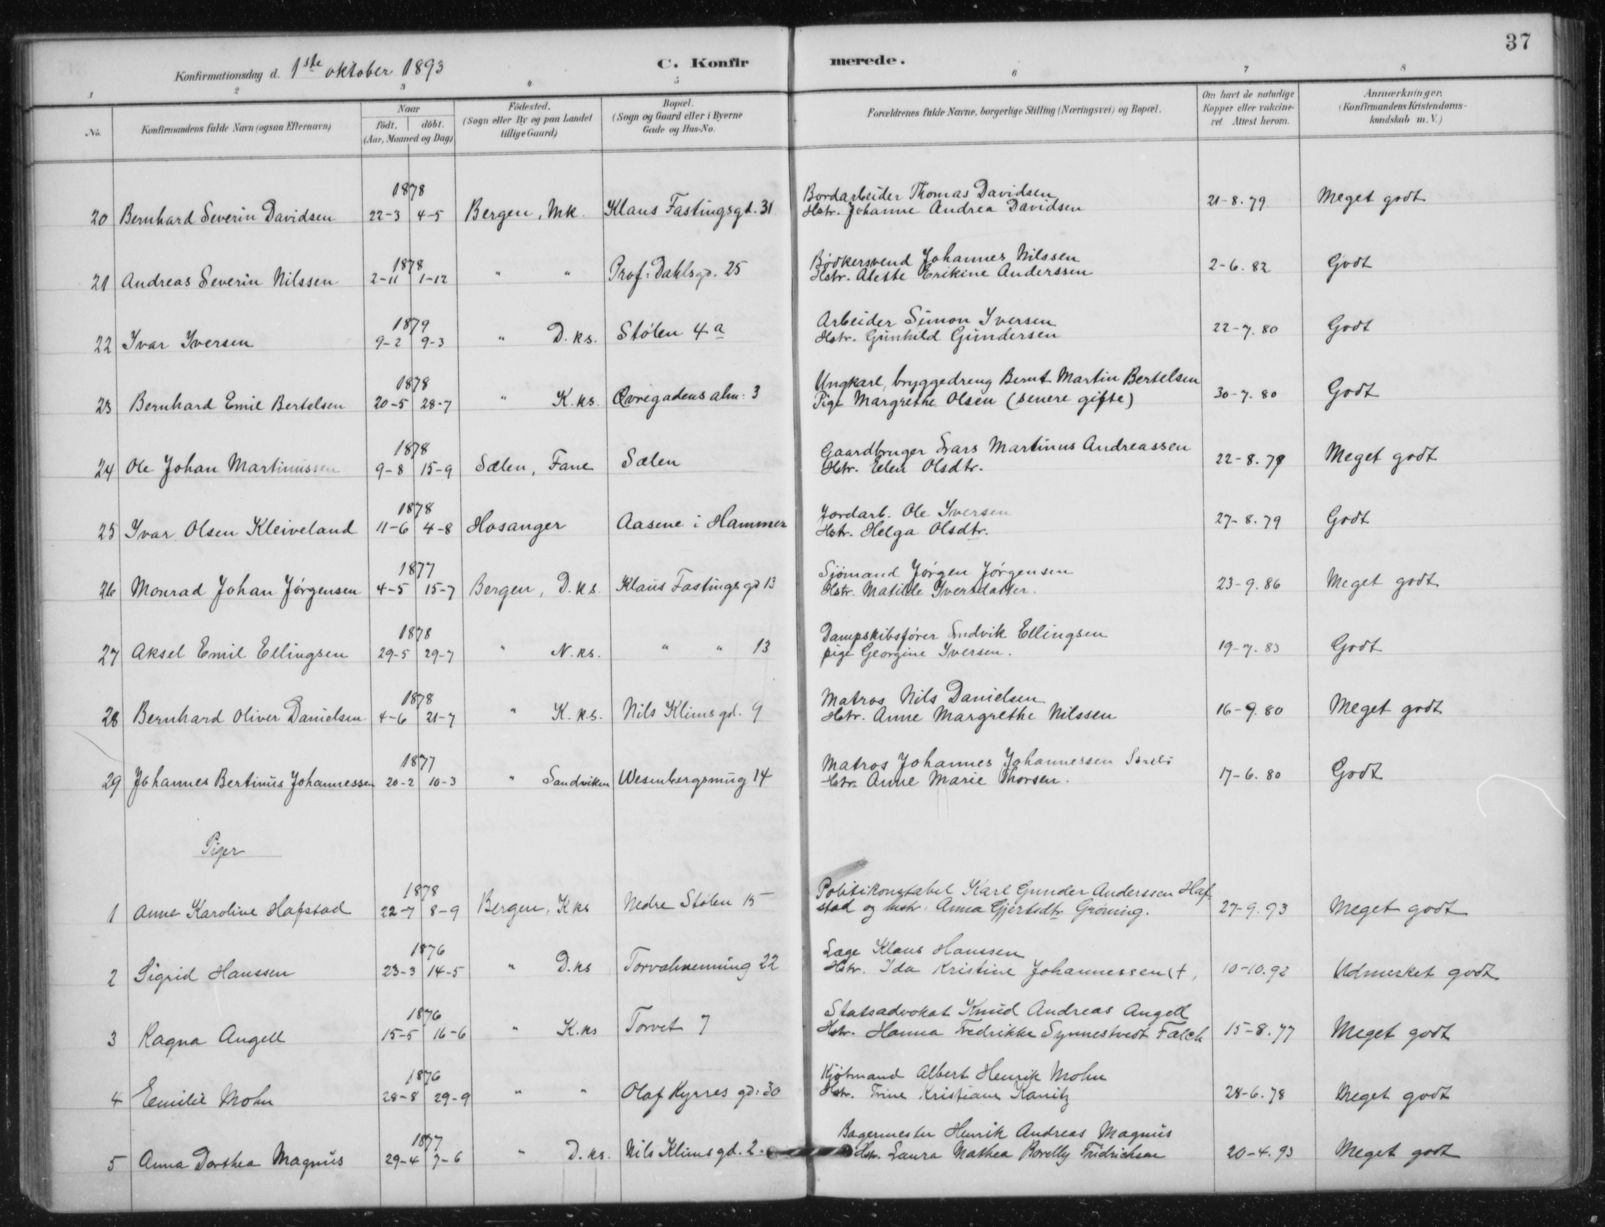 37
Konfirmationsdag d. 1ste oktober 1893
C. Konfirmerede.
1 2 3 4 5 6 7 8
No. Konfirmandens fulde Navn (ogsaa Efternavn) Naar født. døbt. (Aar, Maaned og Dag) Fødested. (Sogn eller By og paa Landet tillige Gaard) Bopæl. (Sogn og Gaard eller i Byerne Gade og Hus-No. Forældrenes fulde Navne, borgerlige Stilling (Næringsvei) og Bopæl. Om havt de naturlige Kopper eller vakcineret. Attest herom. Anmærkninger. (Konfirmandens Kristendomskundskab m. V.)
1878
20 Bernhard Severin Davidsen 22-3 4-5 Bergen, Mk. Klaus Fastingsgd. 31 Bordarbeider Thomas Davidsen 21-8.79 Meget godt
Hstr. Johanne Andrea Davidsen
1878
21 Andreas Severin Nilssen 2-11 1-12 " " Prof. Dahlsgd. 25 Bødkersvend Johannes Nilssen 2-6.82 Godt
Hstr. Alette Erikine Anderssen
1879
22 Ivar Iversen 9-2 9-3 " D.ks. Stølen 4a Arbeider Simon Iversen 22-7.80 Godt
Hstr. Gunhild Gundersen
1878
23 Bernhard Emil Bertelsen 20-5 28-7 " K.ks. Øvregadens alm. 3 Ungkarl, bryggedreng Bernt Martin Bertelsen 30-7.80 Godt
Pige Margrethe Olsen (senere gifte)
1878
24 Ole Johan Martinussen 9-8 15-9 Sælen, Fane Sælen Gaardbruger Lars Martinus Andreassen 22-8.79 Meget godt
Hstr. Elen Olsdtr.
1878
25 Ivar Olsen Kleiveland 11-6 4-8 Hosanger Aasene i Hammer Jordarb. Ole Iversen 27-8.79 Godt
Hstr. Helga Olsdtr.
1877
26 Monrad Johan Jørgensen 4-5 15-7 Bergen, D.ks. Klaus Fastingsgd 13 Sjømand Jørgen Jørgensen 23-9.86 Meget godt
Hstr. Matilde Iversdatter.
1878
27 Aksel Emil Ellingsen 29-5 29-7 " N.ks. " " 13 Dampskibsfører Ludvik Ellingsen 19-7.83 Godt
pige Georgine Iversen.
1878
28 Bernhard Oliver Danielsen 4-6 21-7 " K.ks. Nils Klimsgd. 9 Matros Nils Danielsen 16-9.80 Meget godt
Hstr. Anne Margrethe Nilssen
1877
29 Johannes Bertinus Johannessen 20-2 10-3 " Sandviken Wesenbergsmug 14 Matros Johannes Johannessen 17-6.80 Godt
Hstr. Anne Marie Thorsen.
Piger
1878
1 Anna Karoline Hafstad 22-7 8-9 Bergen, K.ks Nedre Stølen 15 Politikonstabel Karl Gunder Anderssen Hafstad og hustr. Anna Gjertsdtr Grøning. 27-9.93 Meget godt
1876
2 Sigrid Hanssen 23-3 14-5 " D.ks Torvalmenning 22 Læge Klaus Hanssen 10-10.92 Udmerket godt
Hstr. Ida Kristine Johannessen (†,
1876
3 Ragna Angell 15-5 16-6 " K.ks Torvet 7 Statsadvokat Knud Andreas Angell 15-8.77 Meget godt
Hstr. Hanna Fredrikke Synnestvedt Falch
1876
4 Emilie Mohn 28-8 29-9 " " Olaf Kyrres gd. 30 Kjøbmand Albert Henrik Mohn 28-6.78 Meget godt
Hstr. Trine Kristiane Kanitz
1877
5 Anna Dorthea Magnus 29-4 7-6 " D.ks. Nils Klimsgd. 2. Bagermester Henrik Andreas Magnus 20-4.93 Meget godt
Hstr. Laura Mathea Fridrichsen